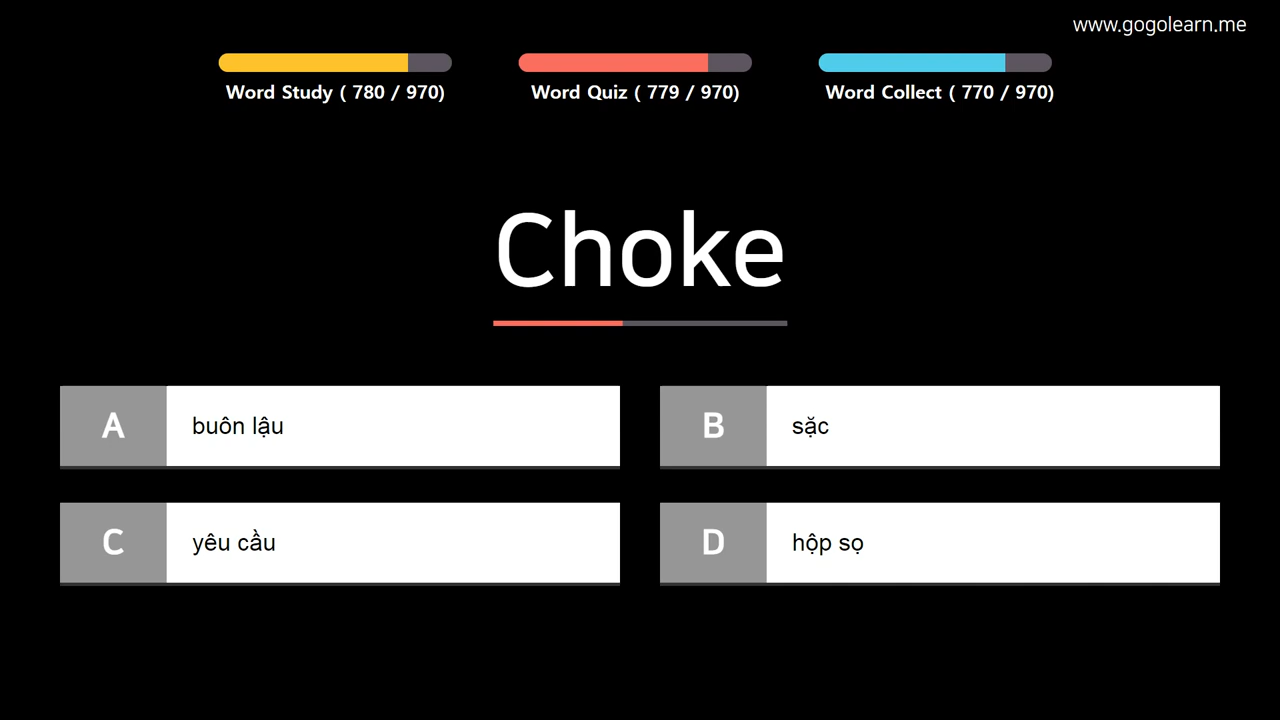 www.gogolearn.me
Word Study ( 780 / 970)
Word Quiz ( 779 / 970)
Word Collect ( 770 / 970)
Choke
A
buôn lậu
B
sặc
C
yêu cầu
D
hộp sọ